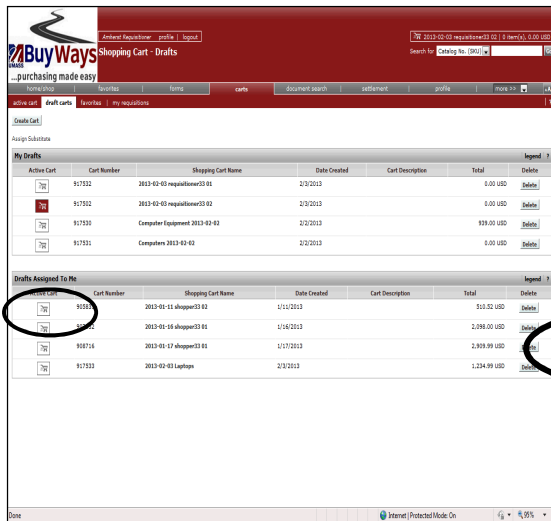 Amherst Requisitioner profile | logout
2013-02-03 requisitioner33 02 | 0 item(s), 0.00 USD
UMASS
BuyWays
...purchasing made easy
Shopping Cart - Drafts
Search for Catalog No. (SKU)
home/shop favorites forms carts document search settlement profile more >>
active cart draft carts favorites | my requisitions
Create Cart
Assign Substitute
My Drafts legend ?
Active Cart Cart Number Shopping Cart Name Date Created Cart Description Total Delete
917532 2013-02-03 requisitioner33 01 2/3/2013 0.00 USD Delete
917502 2013-02-03 requisitioner33 02 2/3/2013 0.00 USD Delete
917530 Computer Equipment 2013-02-02 2/2/2013 939.00 USD Delete
917531 Computers 2013-02-02 2/2/2013 0.00 USD Delete
Drafts Assigned To Me legend ?
Active Cart Cart Number Shopping Cart Name Date Created Cart Description Total Delete
2013-01-11 shopper33 02 1/11/2013 510.52 USD Delete
2013-01-16 shopper33 01 1/16/2013 2,098.00 USD Delete
908716 2013-01-17 shopper33 01 1/17/2013 2,909.99 USD Delete
917533 2013-02-03 Laptops 2/3/2013 1,234.99 USD Delete
Done Internet | Protected Mode: On 95%